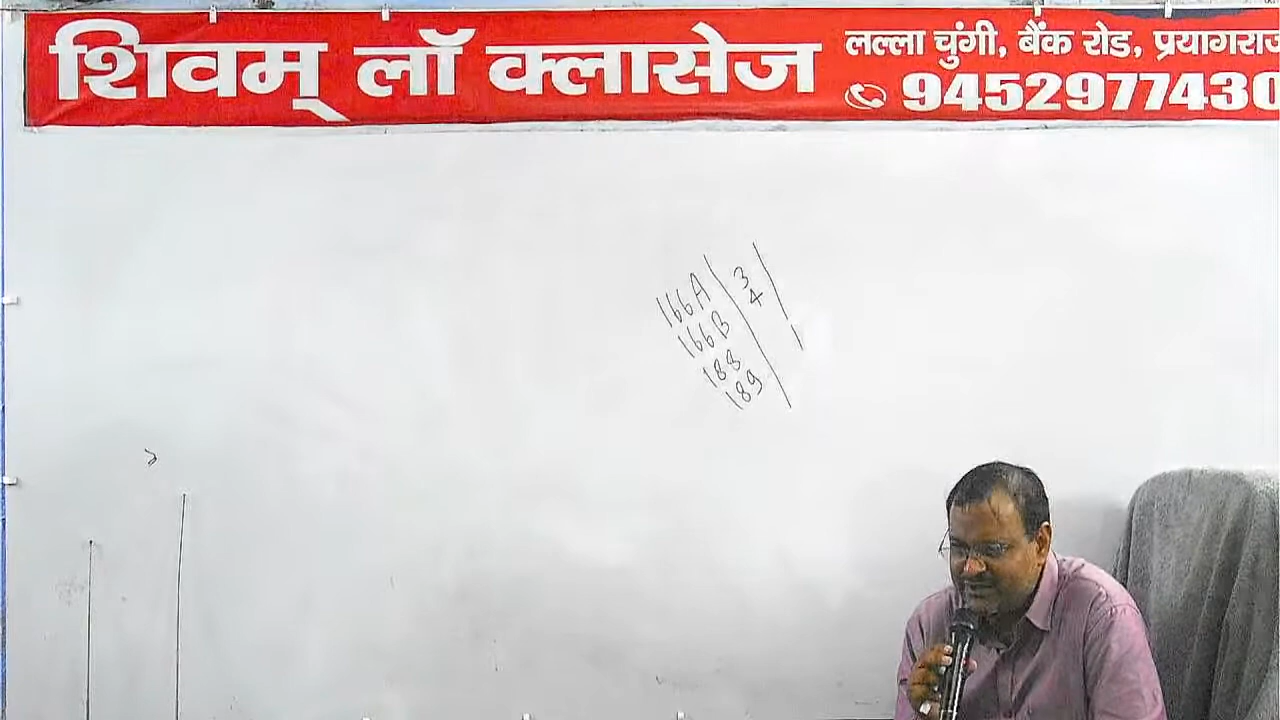 शिवम् लॉ क्लासेज
लल्ला चुंगी, बैंक रोड, प्रयागराज
9452977430
166A 3
166B 4
188
189